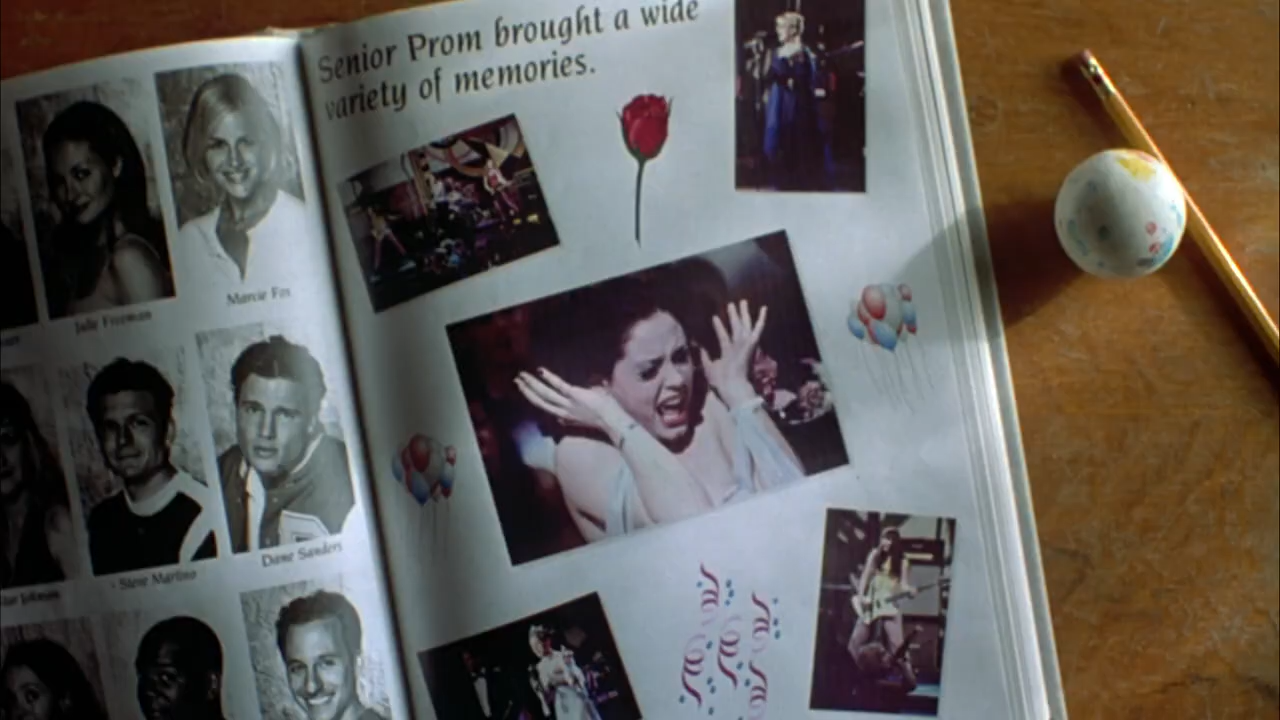 Senior Prom brought a wide
variety of memories.
Julie Freeman
Marcie Fox
Steve Martino
Dane Sanders